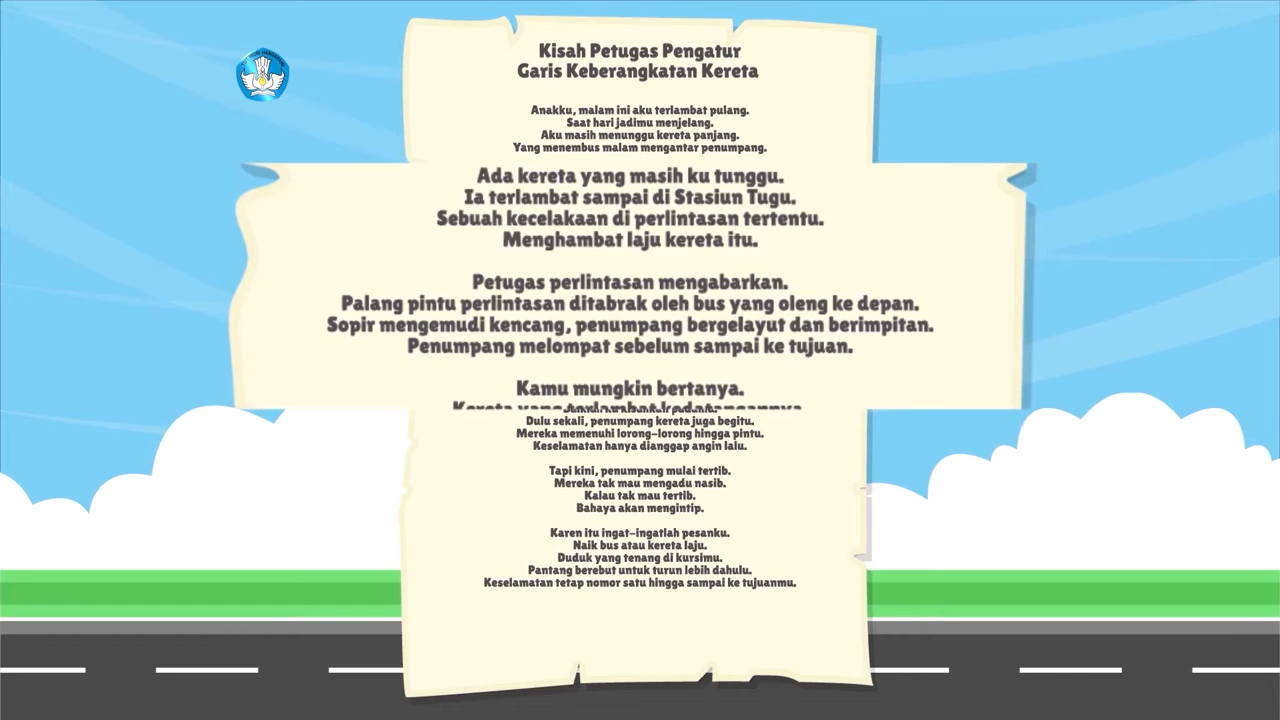 Kisah Petugas Pengatur
Garis Keberangkatan Kereta
Anakku, malam ini aku terlambat pulang.
Saat hari jadimu menjelang.
Aku masih menunggu kereta panjang.
Yang menembus malam mengantar penumpang.
Ada kereta yang masih ku tunggu.
Ia terlambat sampai di Stasiun Tugu.
Sebuah kecelakaan di perlintasan tertentu.
Menghambat laju kereta itu.
Petugas perlintasan mengabarkan.
Palang pintu perlintasan ditabrak oleh bus yang oleng ke depan.
Sopir mengemudi kencang, penumpang bergelayut dan berimpitan.
Penumpang melompat sebelum sampai ke tujuan.
Kamu mungkin bertanya.
Kereta yang terlambat kedatangannya
Dulu sekali, penumpang kereta juga begitu.
Mereka memenuhi lorong-lorong hingga pintu.
Keselamatan hanya dianggap angin lalu.
Tapi kini, penumpang mulai tertib.
Mereka tak mau mengadu nasib.
Kalau tak mau tertib.
Bahaya akan mengintip.
Karen itu ingat-ingatlah pesanku.
Naik bus atau kereta laju.
Duduk yang tenang di kursimu.
Pantang berebut untuk turun lebih dahulu.
Keselamatan tetap nomor satu hingga sampai ke tujuanmu.